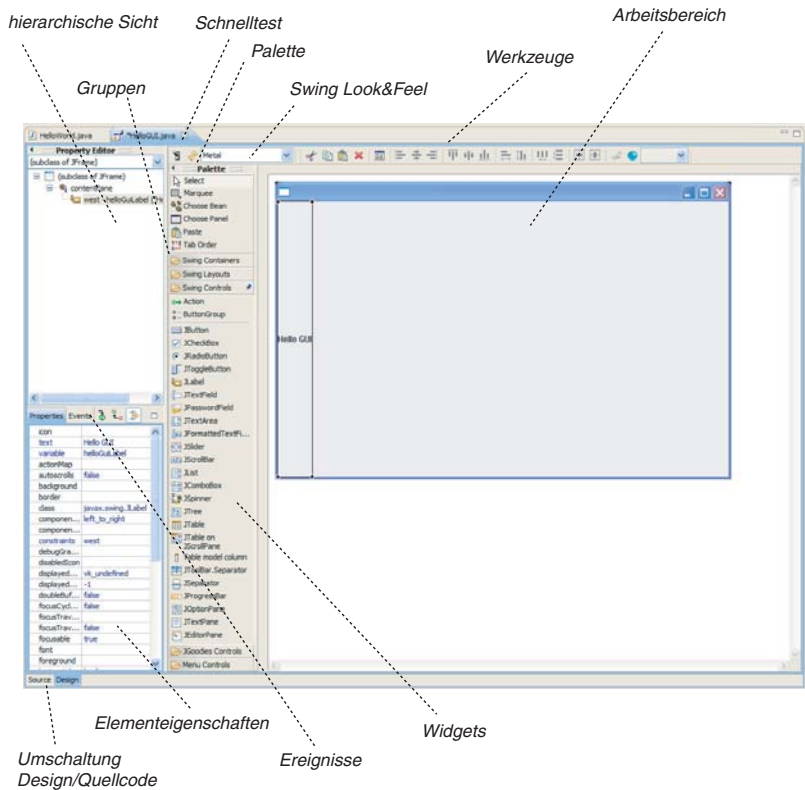 hierarchische Sicht
Schnelltest
Arbeitsbereich
Palette
Werkzeuge
Gruppen
Swing Look&Feel
HelloWorld.java
*HelloGUI.java
Property Editor
(subclass of JFrame)
(subclass of JFrame)
contentPane
west - helloGuiLabel
Metal
Palette
Select
Marquee
Choose Bean
Choose Panel
Paste
Tab Order
Swing Containers
Swing Layouts
Swing Controls
Action
ButtonGroup
JButton
JCheckBox
JRadioButton
JToggleButton
JLabel
JTextField
JPasswordField
JTextArea
JFormattedTextFi...
JSlider
JScrollBar
JList
JComboBox
JSpinner
JTree
JTable
JTable on
JScrollPane
Table model column
JToolBar.Separator
JSeparator
JProgressBar
JOptionPane
JTextPane
JEditorPane
JGoodies Controls
Menu Controls
Hello GUI
Properties Events
icon
text Hello GUI
variable helloGuiLabel
actionMap
autoscrolls false
background
border
class javax.swing.JLabel
componen... left_to_right
componen...
constraints west
debugGra...
disabledIcon
displayed... vk_undefined
displayed... -1
doubleBuf... false
focusCycl... false
focusTrav...
focusTrav... false
focusable true
font
foreground
Source Design
Elementeigenschaften
Widgets
Umschaltung
Design/Quellcode
Ereignisse